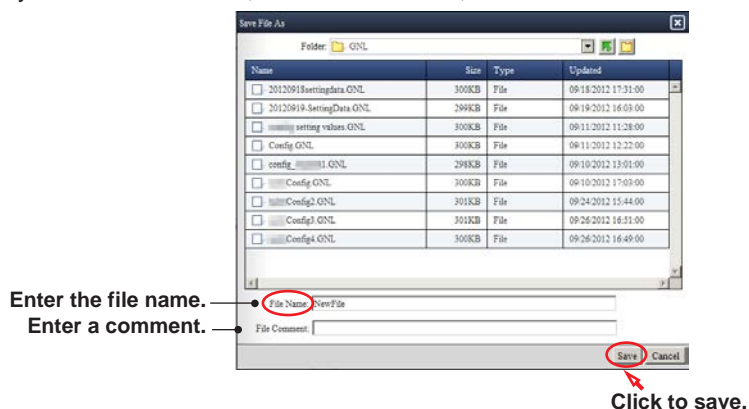 Save File As
Folder: GNL
Name Size Type Updated
20120918settingdata.GNL 300KB File 09/18/2012 17:31:00
20120919-SettingData.GNL 299KB File 09/19/2012 16:03:00
setting values.GNL 300KB File 09/11/2012 11:28:00
Config.GNL 300KB File 09/11/2012 12:22:00
config_ 1.GNL 298KB File 09/10/2012 13:01:00
Config.GNL 300KB File 09/10/2012 17:03:00
Config2.GNL 301KB File 09/24/2012 15:44:00
Config3.GNL 301KB File 09/26/2012 16:51:00
Config4.GNL 300KB File 09/26/2012 16:49:00
Enter the file name. File Name: NewFile
Enter a comment. File Comment:
Save Cancel
Click to save.